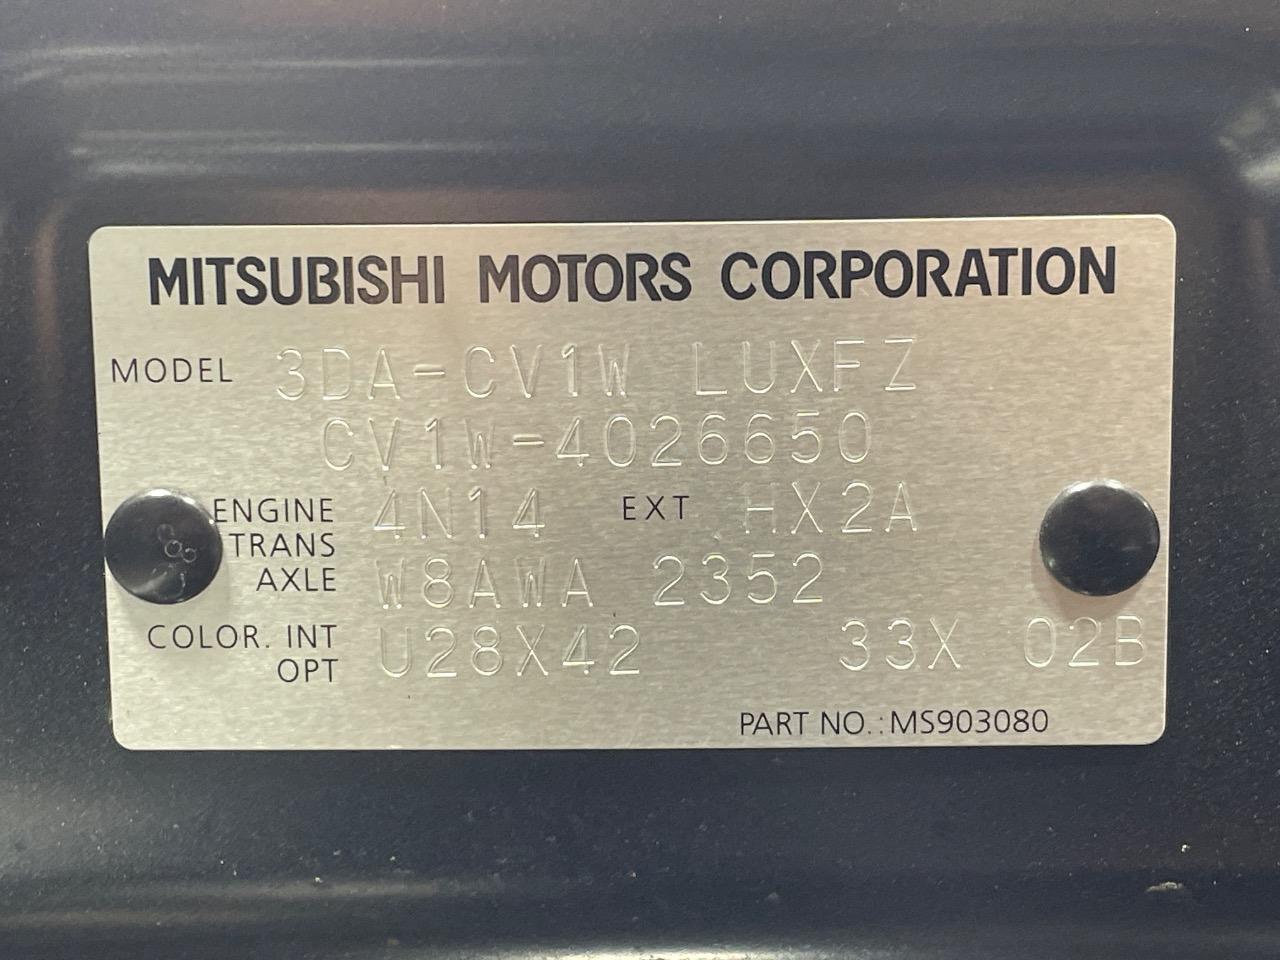 MITSUBISHI MOTORS CORPORATION
MODEL 3DA-CV1W LUXFZ
CV1W-4026650
ENGINE 4N14 EXT HX2A
TRANS
AXLE W8AWA 2352
COLOR. INT U28X42 33X 02B
OPT
PART NO.:MS903080